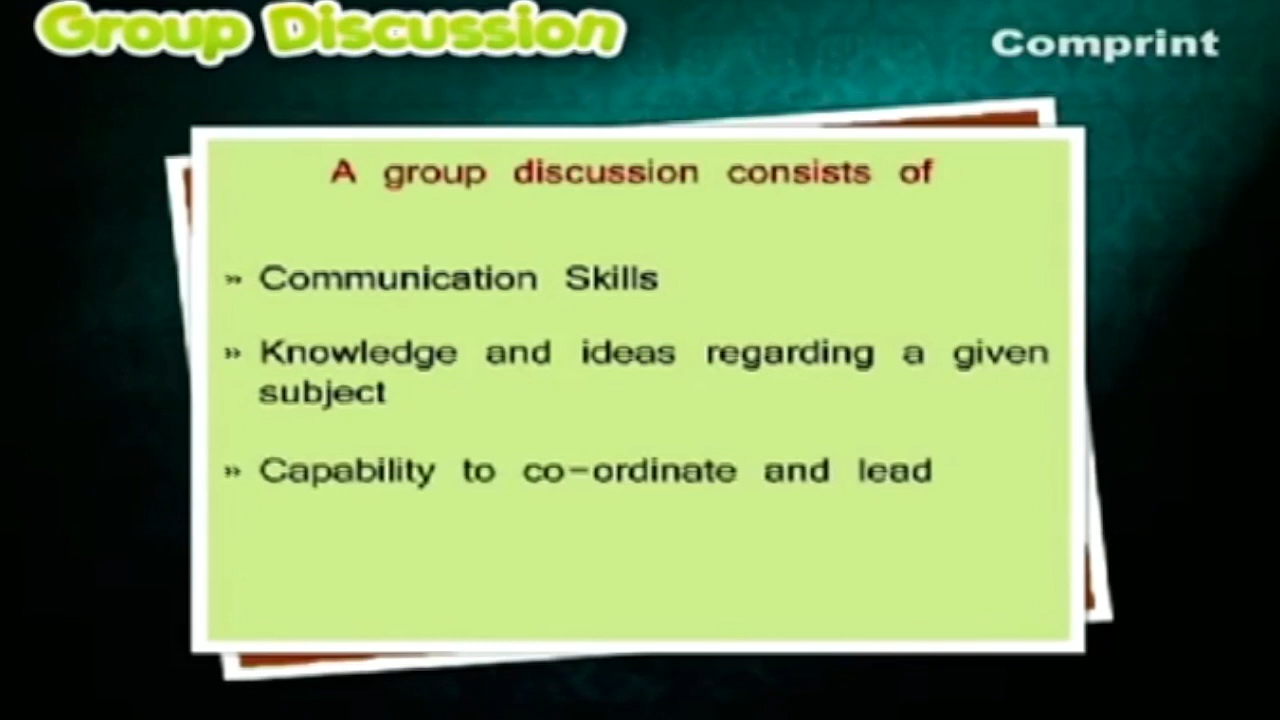 Group Discussion
Comprint
A group discussion consists of
» Communication Skills
» Knowledge and ideas regarding a given
subject
» Capability to co-ordinate and lead